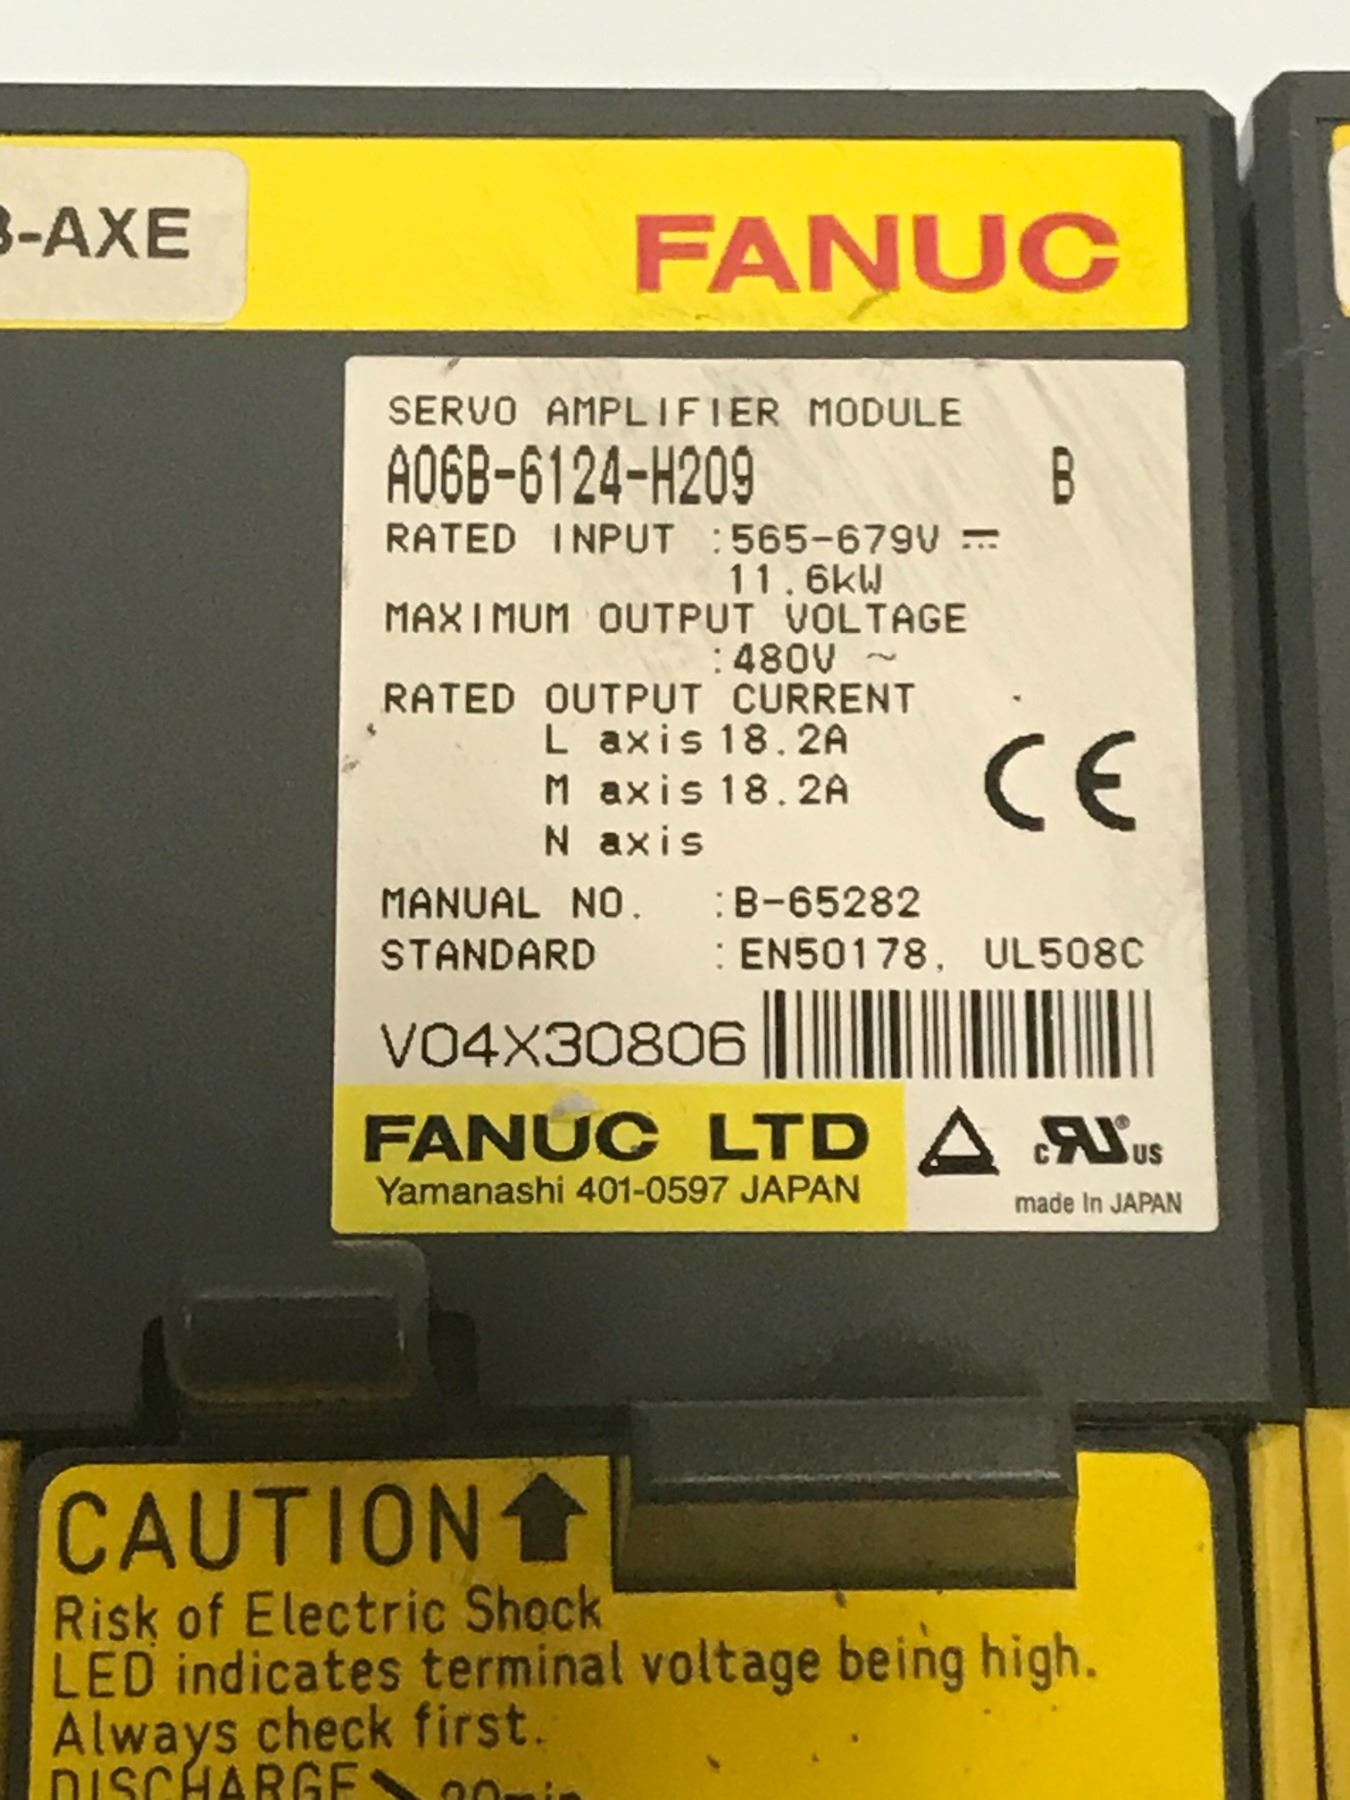 -AXE
FANUC
SERVO AMPLIFIER MODULE
A06B-6124-H209 B
RATED INPUT :565-679V ⎓
11.6kW
MAXIMUM OUTPUT VOLTAGE
:480V ~
RATED OUTPUT CURRENT
L axis 18.2A
M axis 18.2A
N axis
CE
MANUAL NO. :B-65282
STANDARD :EN50178, UL508C
V04X30806
FANUC LTD
Yamanashi 401-0597 JAPAN
c RU® US
made In JAPAN
CAUTION
Risk of Electric Shock
LED indicates terminal voltage being high.
Always check first.
DISCHARGE 20min